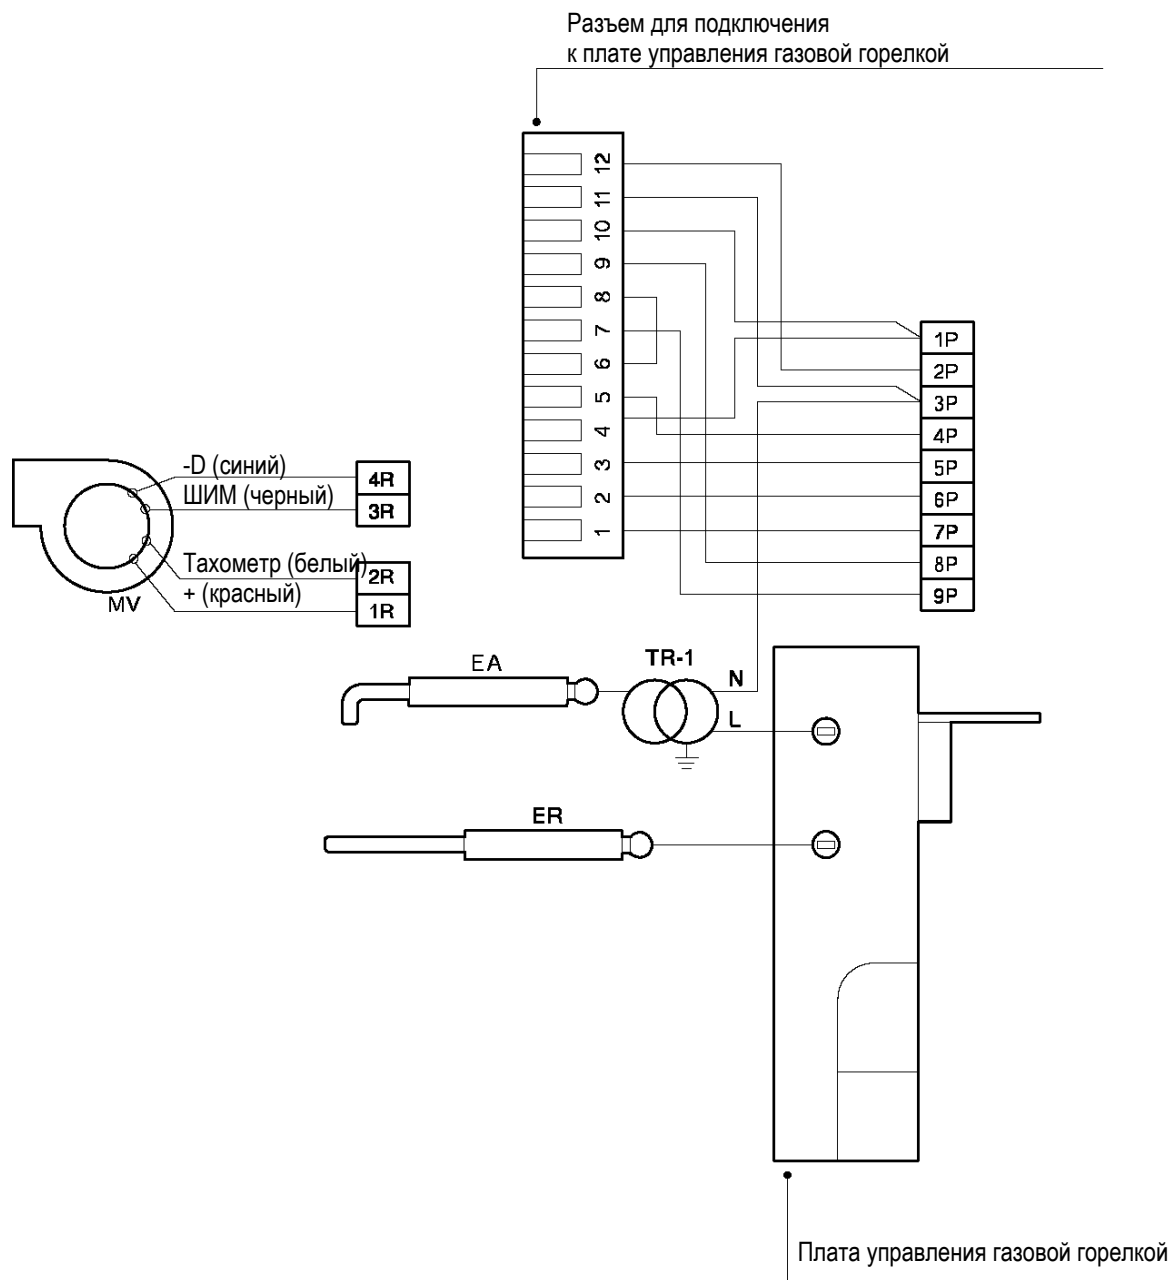 Разъем для подключения
к плате управления газовой горелкой
12
11
10
9
8
7
6
5
4
3
2
1
1P
2P
3P
4P
5P
6P
7P
8P
9P
-D (синий)
4R
ШИМ (черный)
3R
Тахометр (белый)
2R
+ (красный)
1R
MV
EA
TR-1
N
L
ER
Плата управления газовой горелкой